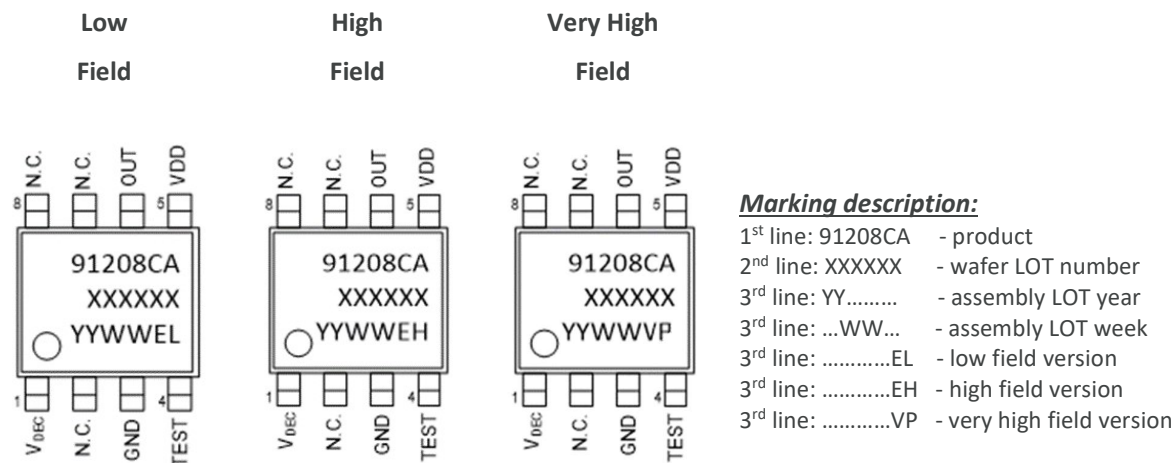 Low Field
High Field
Very High Field
N.C. N.C. OUT VDD
8 5
91208CA
XXXXXX
YYWWEL
1 4
VDEC N.C. GND TEST
N.C. N.C. OUT VDD
8 5
91208CA
XXXXXX
YYWWEH
1 4
VDEC N.C. GND TEST
N.C. N.C. OUT VDD
8 5
91208CA
XXXXXX
YYWWVP
1 4
VDEC N.C. GND TEST
Marking description:
1st line: 91208CA - product
2nd line: XXXXXX - wafer LOT number
3rd line: YY……… - assembly LOT year
3rd line: …WW… - assembly LOT week
3rd line: …………EL - low field version
3rd line: …………EH - high field version
3rd line: …………VP - very high field version